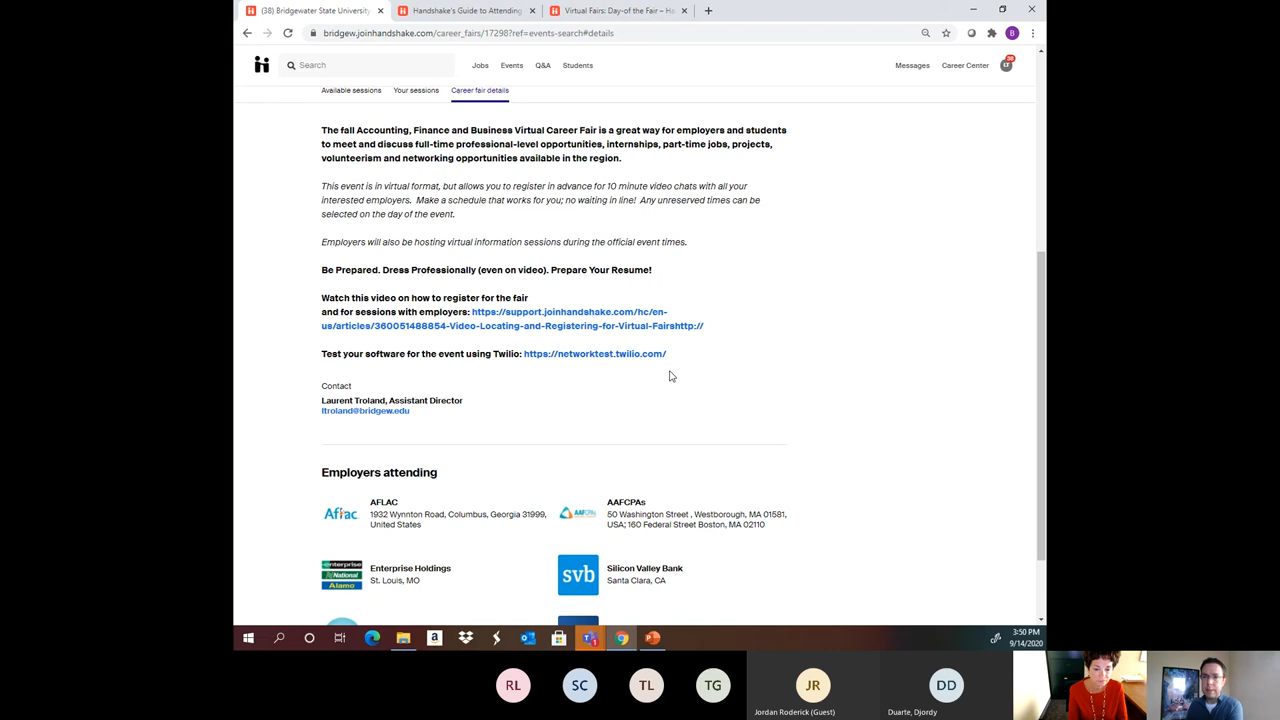 (38) Bridgewater State University
Handshake's Guide to Attending
Virtual Fairs: Day-of the Fair – Ha
bridgew.joinhandshake.com/career_fairs/17298?ref=events-search#details
B
Search
Jobs
Events
Q&A
Students
Messages
Career Center
38
LT
Available sessions
Your sessions
Career fair details
The fall Accounting, Finance and Business Virtual Career Fair is a great way for employers and students
to meet and discuss full-time professional-level opportunities, internships, part-time jobs, projects,
volunteerism and networking opportunities available in the region.
This event is in virtual format, but allows you to register in advance for 10 minute video chats with all your
interested employers. Make a schedule that works for you; no waiting in line! Any unreserved times can be
selected on the day of the event.
Employers will also be hosting virtual information sessions during the official event times.
Be Prepared. Dress Professionally (even on video). Prepare Your Resume!
Watch this video on how to register for the fair
and for sessions with employers: https://support.joinhandshake.com/hc/en-
us/articles/360051488854-Video-Locating-and-Registering-for-Virtual-Fairshttp://
Test your software for the event using Twilio: https://networktest.twilio.com/
Contact
Laurent Troland, Assistant Director
ltroland@bridgew.edu
Employers attending
Aflac
AFLAC
1932 Wynnton Road, Columbus, Georgia 31999,
United States
AAFCPAs
AAFCPAs
50 Washington Street , Westborough, MA 01581,
USA; 160 Federal Street Boston, MA 02110
enterprise
National
Alamo
Enterprise Holdings
St. Louis, MO
svb
Silicon Valley Bank
Santa Clara, CA
3:50 PM
9/14/2020
RL
SC
TL
TG
JR
Jordan Roderick (Guest)
DD
Duarte, Djordy